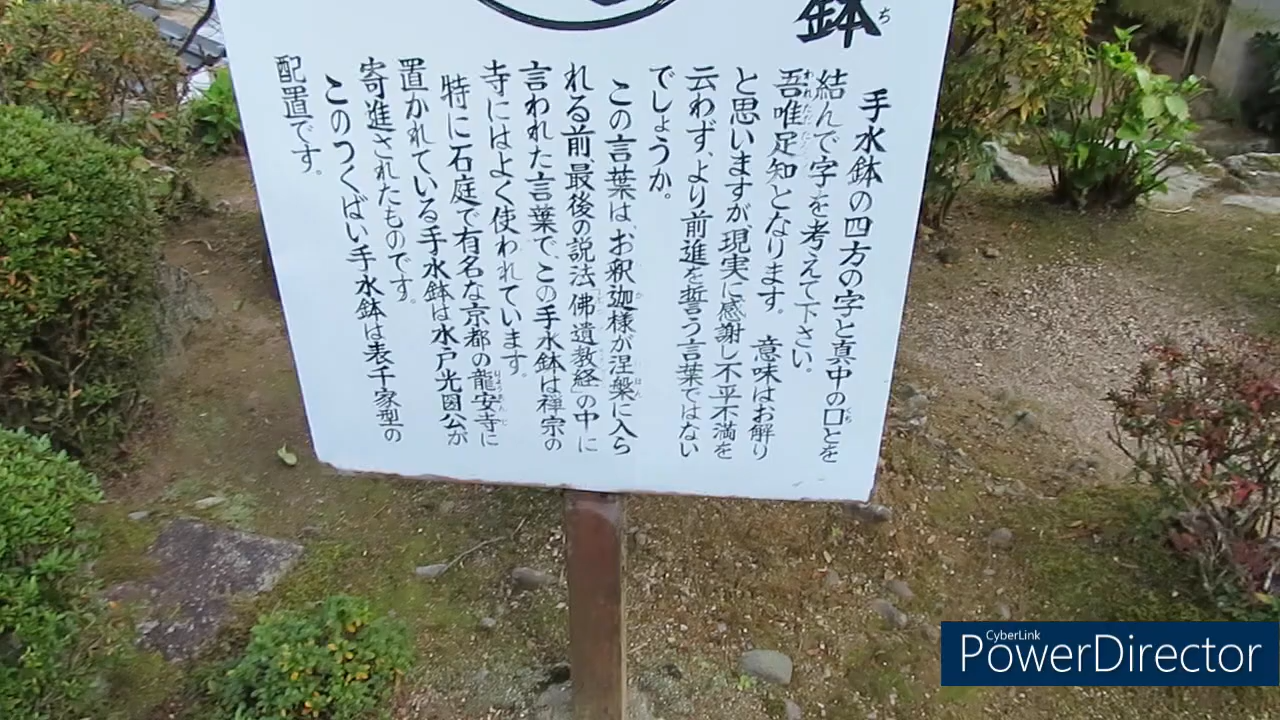 鉢
ち
手水鉢の四方の字と真中の口とを
結んで字を考えて下さい。
吾唯足知となります。 意味はお解り
と思いますが、現実に感謝し不平不満を
云わず、より前進を誓う言葉ではない
でしょうか。
この言葉は、お釈迦様が涅槃に入ら
れる前、最後の説法「佛遺教経」の中に
言われた言葉で、この手水鉢は禅宗の
寺にはよく使われています。
特に石庭で有名な京都の龍安寺に
置かれている手水鉢は水戸光圀公が
寄進されたものです。
このつくばい手水鉢は表千家型の
配置です。
CyberLink
PowerDirector